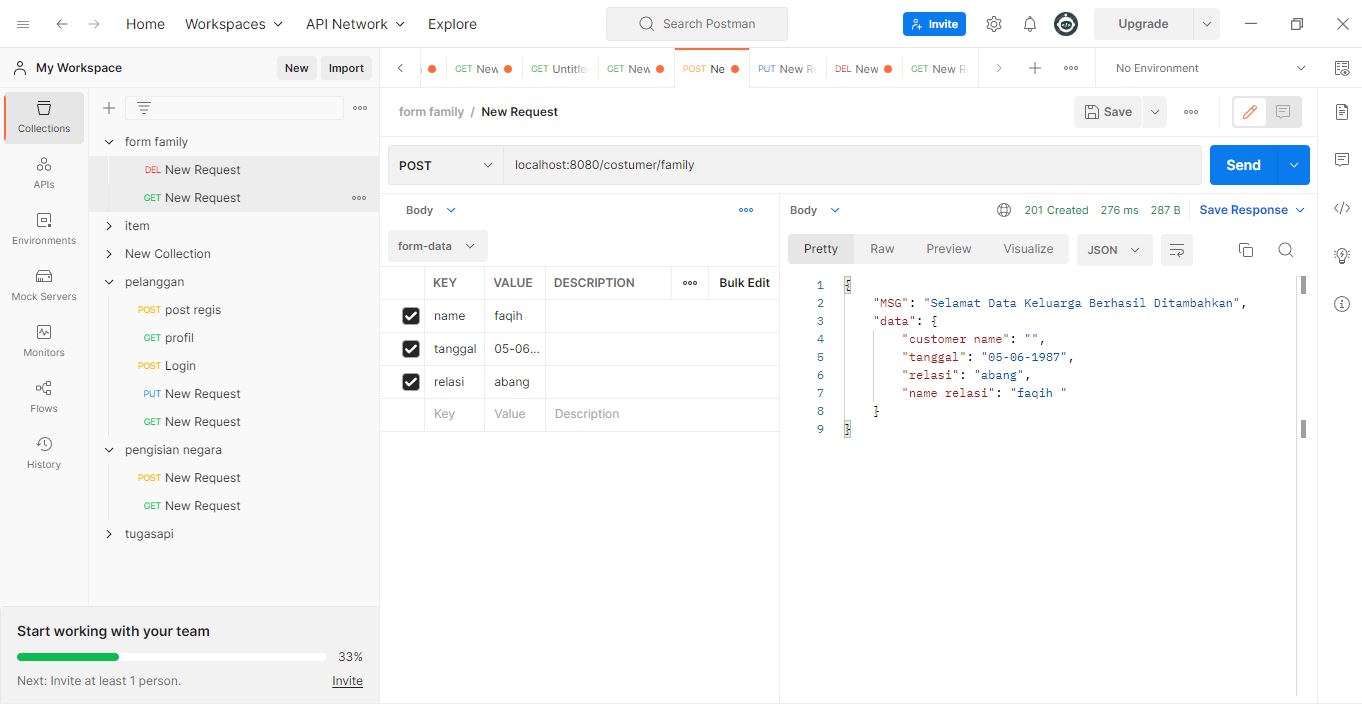 Home Workspaces API Network Explore Search Postman Invite Upgrade
My Workspace New Import
GET New GET Untitle GET New POST Ne PUT New R DEL New GET New R No Environment
Collections
APIs
Environments
Mock Servers
Monitors
Flows
History
form family
DEL New Request
GET New Request
item
New Collection
pelanggan
POST post regis
GET profil
POST Login
PUT New Request
GET New Request
pengisian negara
POST New Request
GET New Request
tugasapi
Start working with your team
33%
Next: Invite at least 1 person. Invite
form family / New Request Save
POST localhost:8080/costumer/family Send
Body
form-data
KEY VALUE DESCRIPTION Bulk Edit
name faqih
tanggal 05-06...
relasi abang
Key Value Description
Body 201 Created 276 ms 287 B Save Response
Pretty Raw Preview Visualize JSON
1 {
2 "MSG": "Selamat Data Keluarga Berhasil Ditambahkan",
3 "data": {
4 "customer name": "",
5 "tanggal": "05-06-1987",
6 "relasi": "abang",
7 "name relasi": "faqih "
8 }
9 }